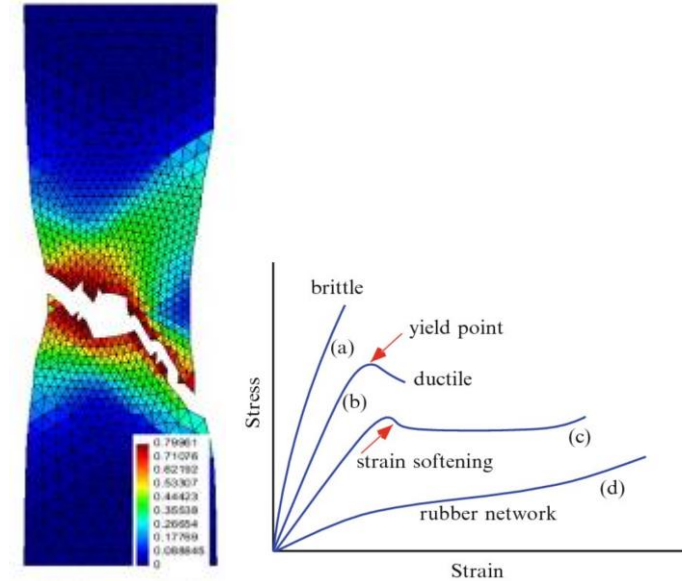 brittle
yield point
(a)
ductile
(b)
(c)
strain softening
(d)
rubber network
Stress
Strain
0.79961
0.71076
0.62192
0.53307
0.44423
0.35538
0.26654
0.17769
0.088845
0